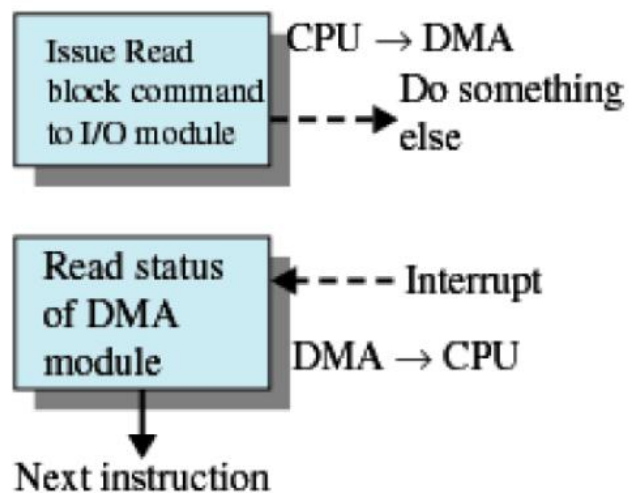 Issue Read
block command
to I/O module
CPU → DMA
Do something
else
Read status
of DMA
module
Interrupt
DMA → CPU
Next instruction